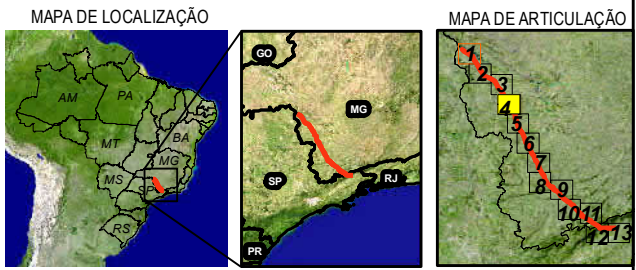 MAPA DE LOCALIZAÇÃO
MAPA DE ARTICULAÇÃO
AM
PA
MT
BA
MG
MS
SP
RS
GO
MG
SP
RJ
PR
1
2
3
4
5
6
7
8
9
10
11
12
13